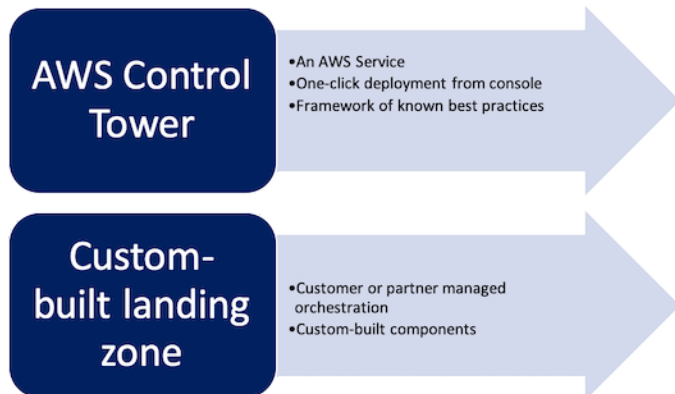 AWS Control
Tower
•An AWS Service
•One-click deployment from console
•Framework of known best practices
Custom-
built landing
zone
•Customer or partner managed
orchestration
•Custom-built components